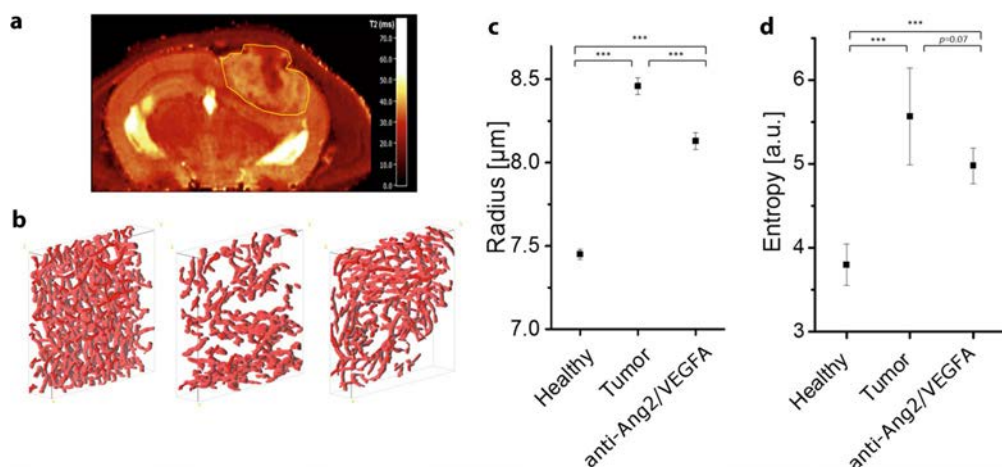 a
T2 (ms)
70.0
60.0
50.0
40.0
30.0
20.0
10.0
0.0
b
c
***
***
***
Radius [µm]
8.5
8.0
7.5
7.0
Healthy
Tumor
anti-Ang2/VEGFA
d
***
***
p=0.07
Entropy [a.u.]
6
5
4
3
Healthy
Tumor
anti-Ang2/VEGFA